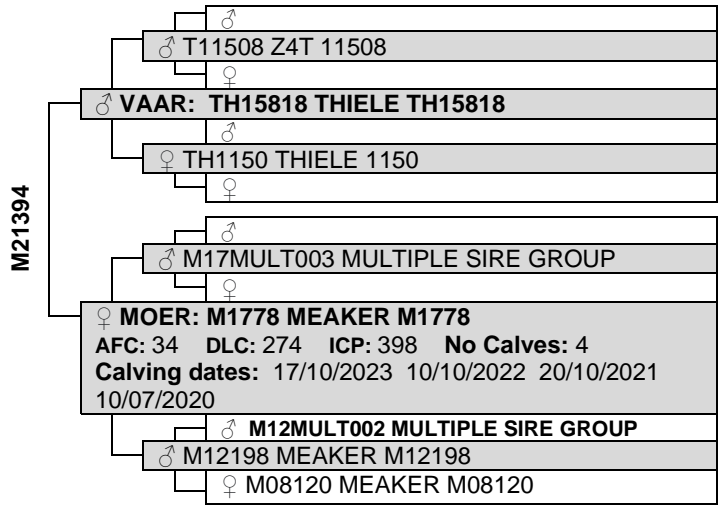 ♂
♂ T11508 Z4T 11508
♀
♂ VAAR: TH15818 THIELE TH15818
♂
♀ TH1150 THIELE 1150
♀
M21394
♂
♂ M17MULT003 MULTIPLE SIRE GROUP
♀
♀ MOER: M1778 MEAKER M1778
AFC: 34 DLC: 274 ICP: 398 No Calves: 4
Calving dates: 17/10/2023 10/10/2022 20/10/2021
10/07/2020
♂ M12MULT002 MULTIPLE SIRE GROUP
♂ M12198 MEAKER M12198
♀ M08120 MEAKER M08120